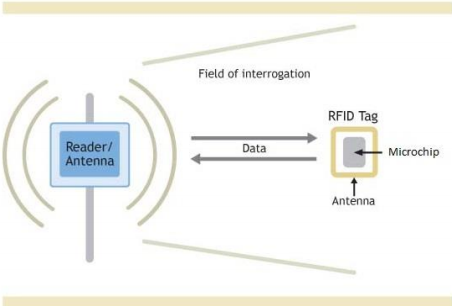 Field of interrogation
RFID Tag
Reader/
Antenna
Data
Microchip
Antenna